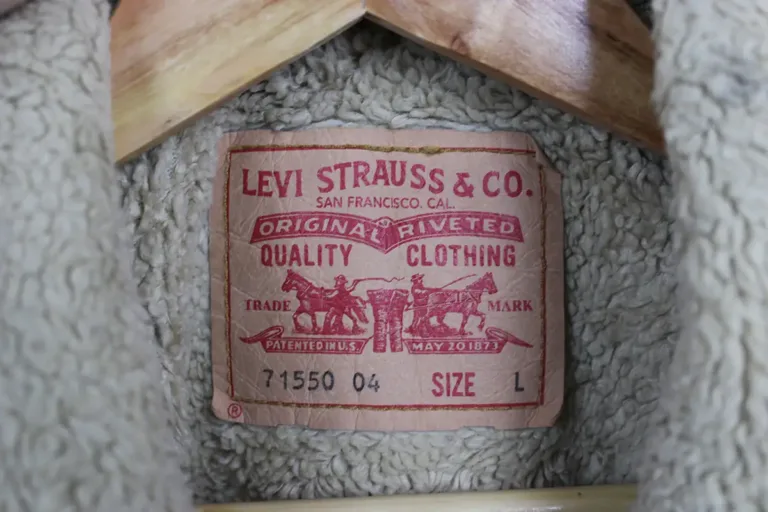 LEVI STRAUSS & CO.
SAN FRANCISCO. CAL.
ORIGINAL RIVETED
QUALITY CLOTHING
TRADE MARK
PATENTED IN U.S. MAY 20 1873
71550 04 SIZE L
®